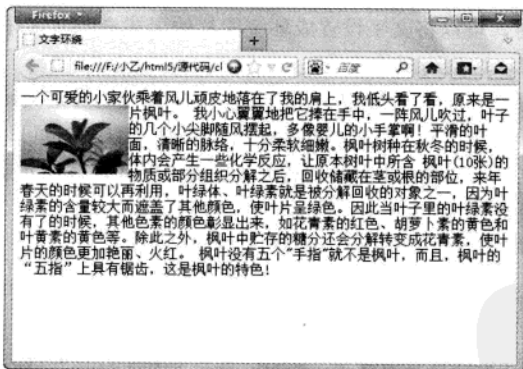 Firefox
文字环绕
+
file:///F:/小乙/html5/源代码/cl
百度
一个可爱的小家伙乘着风儿顽皮地落在了我的肩上，我低头看了看，原来是一
片枫叶。 我小心翼翼地把它捧在手中，一阵风儿吹过，叶子
的几个小尖脚随风摆起，多像婴儿的小手掌啊！平滑的叶
面，清晰的脉络，十分柔软细嫩。枫叶树种在秋冬的时候，
体内会产生一些化学反应，让原本树叶中所含 枫叶(10张)的
物质或部分组织分解之后，回收储藏在茎或根的部位，来年
春天的时候可以再利用，叶绿体、叶绿素就是被分解回收的对象之一，因为叶
绿素的含量较大而遮盖了其他颜色，使叶片呈绿色。因此当叶子里的叶绿素没
有了的时候，其他色素的颜色彰显出来，如花青素的红色、胡萝卜素的黄色和
叶黄素的黄色等。除此之外，枫叶中贮存的糖分还会分解转变成花青素，使叶
片的颜色更加艳丽、火红。 枫叶没有五个"手指"就不是枫叶，而且，枫叶的
“五指”上具有锯齿，这是枫叶的特色！